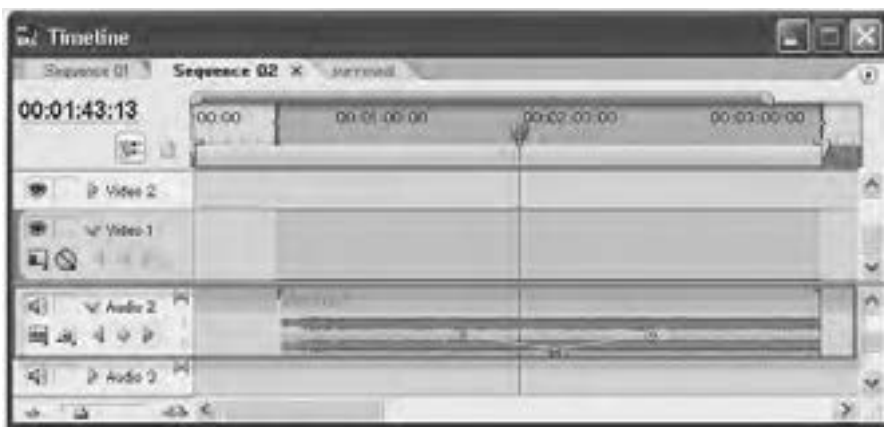 Timeline
Sequence 01 Sequence 02 ×
00:01:43:13
00:00 00:01:00:00 00:02:00:00 00:03:00:00
Video 2
Video 1
Audio 2
Audio 3